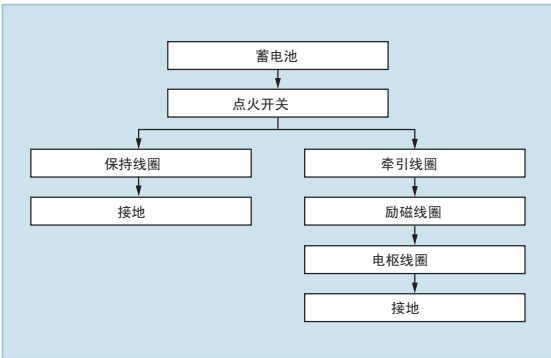 蓄电池
点火开关
保持线圈
牵引线圈
接地
励磁线圈
电枢线圈
接地